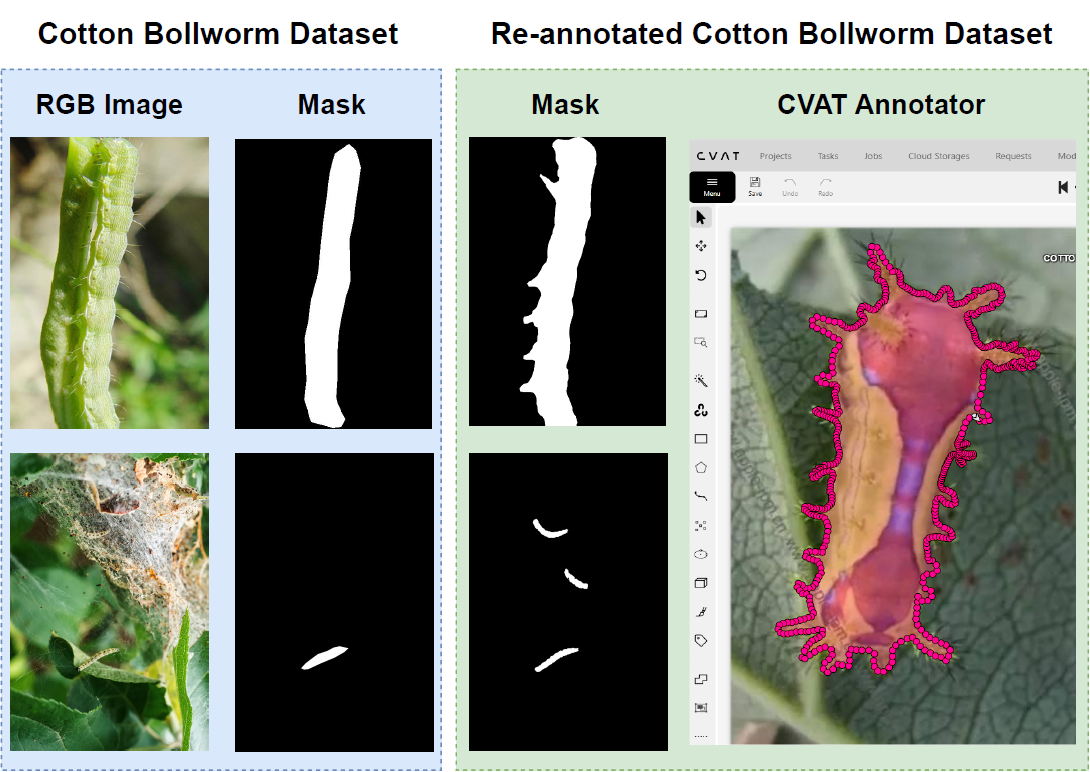 Cotton Bollworm Dataset
Re-annotated Cotton Bollworm Dataset
RGB Image
Mask
Mask
CVAT Annotator
CVAT
Projects
Tasks
Jobs
Cloud Storages
Requests
Mod
Menu
Save
Undo
Redo
COTTO